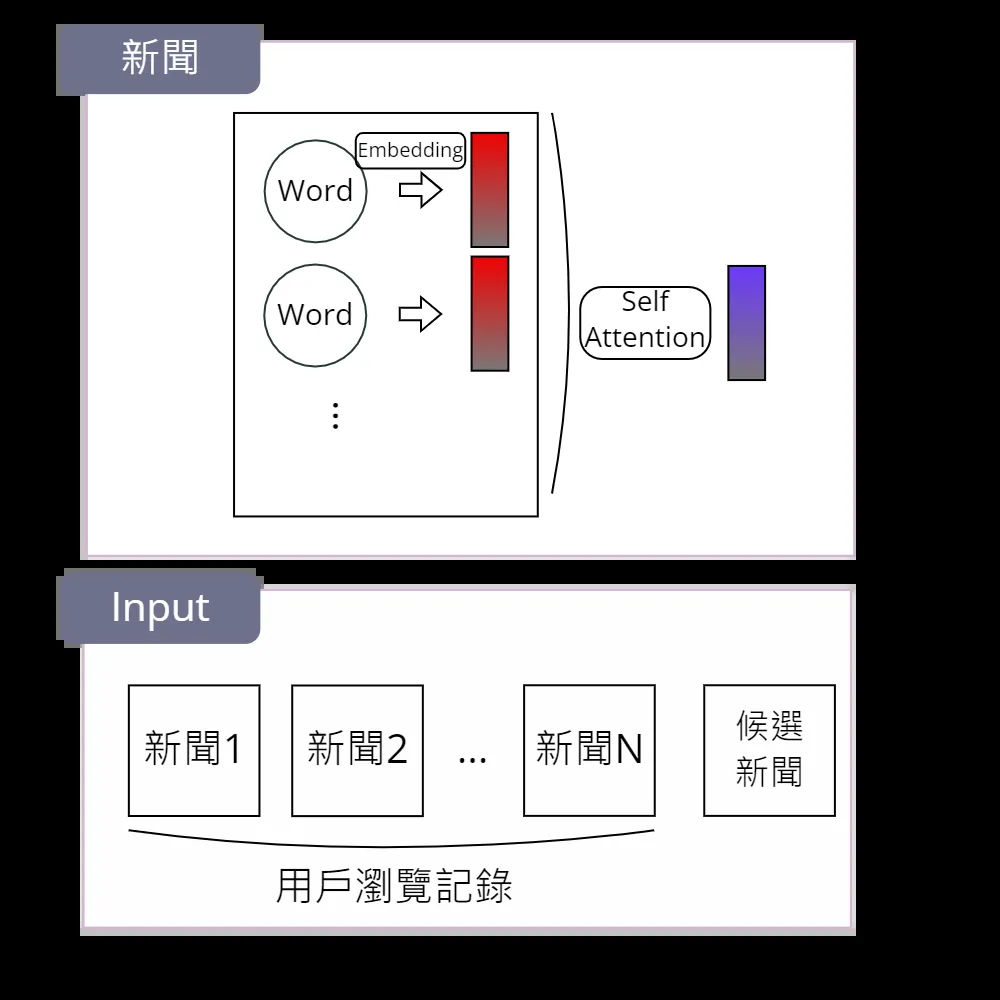 新聞
Embedding
Word
Word
Self
Attention
Input
新聞1
新聞2
...
新聞N
候選
新聞
用戶瀏覽記錄